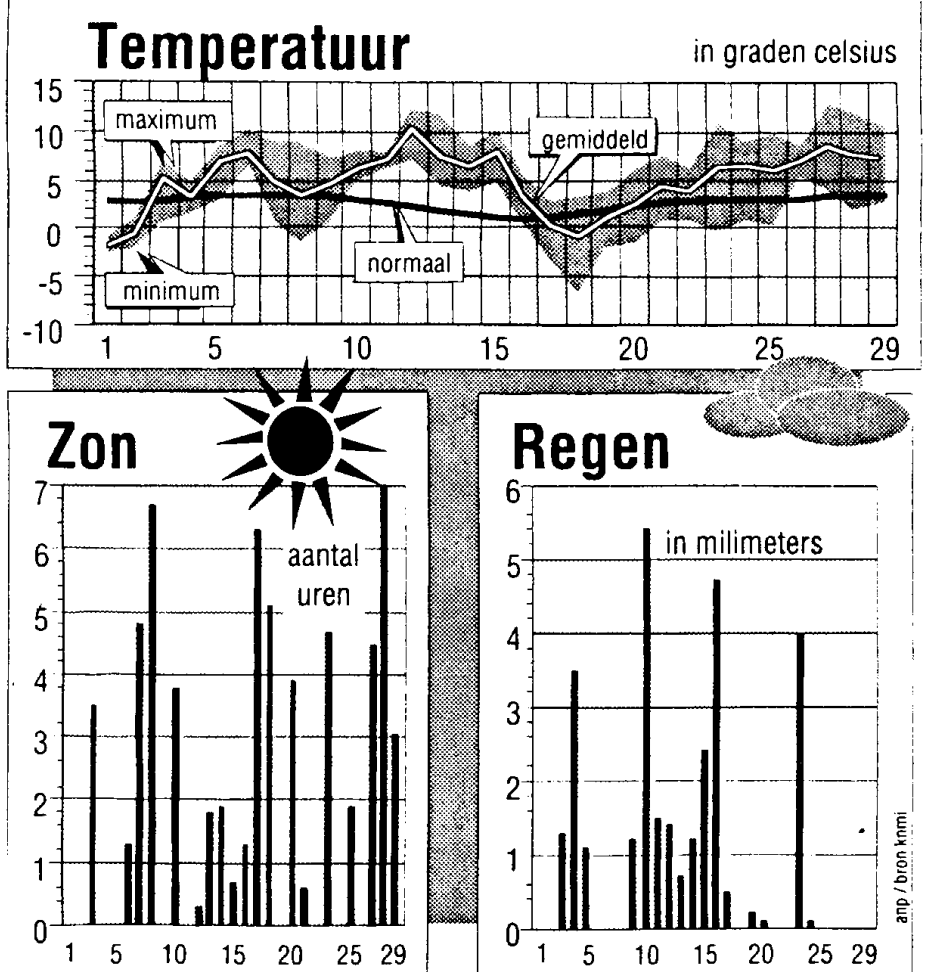 Temperatuur
in graden celsius
15
10
5
0
-5
-10
maximum
gemiddeld
normaal
minimum
1 5 10 15 20 25 29
Zon
aantal
uren
7
6
5
4
3
2
1
0
1 5 10 15 20 25 29
Regen
in milimeters
6
5
4
3
2
1
0
1 5 10 15 20 25 29
anp / bron knmi